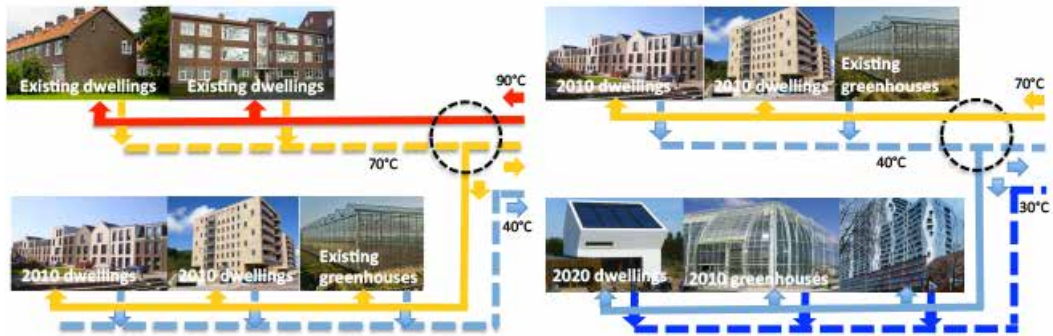 Existing dwellings
Existing dwellings
90°C
70°C
2010 dwellings
2010 dwellings
Existing
greenhouses
40°C
2010 dwellings
2010 dwellings
Existing
greenhouses
70°C
40°C
2020 dwellings
2010 greenhouses
30°C